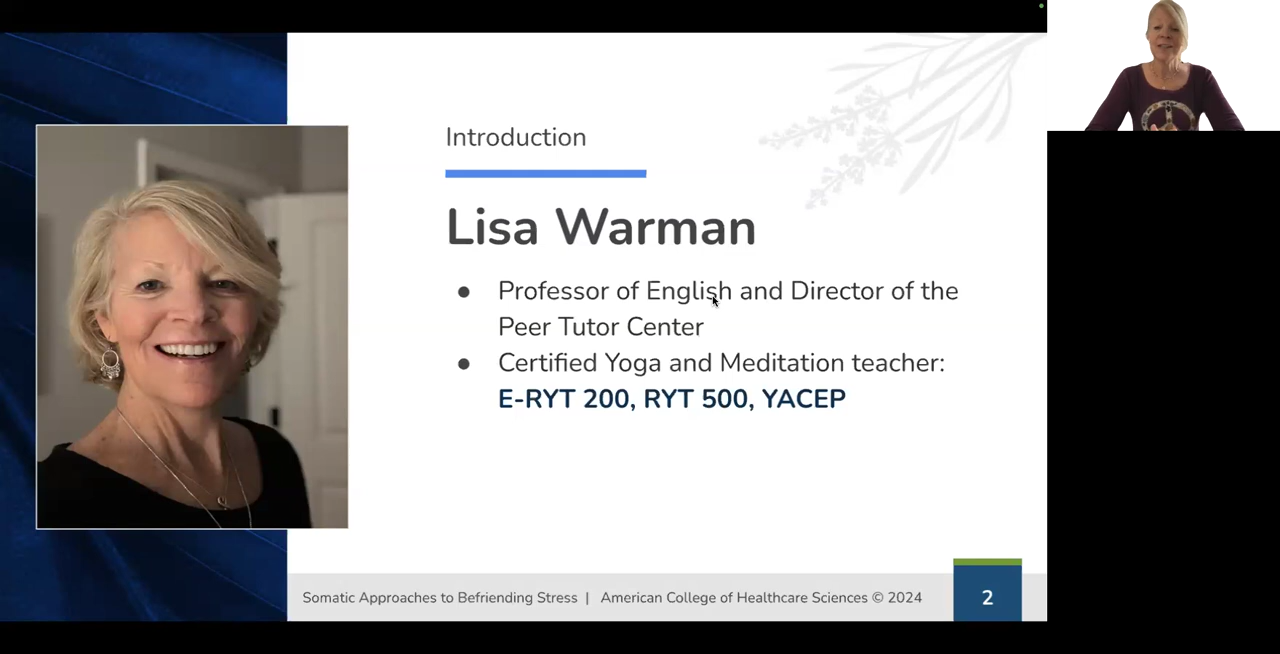 Introduction
Lisa Warman
● Professor of English and Director of the
Peer Tutor Center
● Certified Yoga and Meditation teacher:
E-RYT 200, RYT 500, YACEP
Somatic Approaches to Befriending Stress | American College of Healthcare Sciences © 2024
2